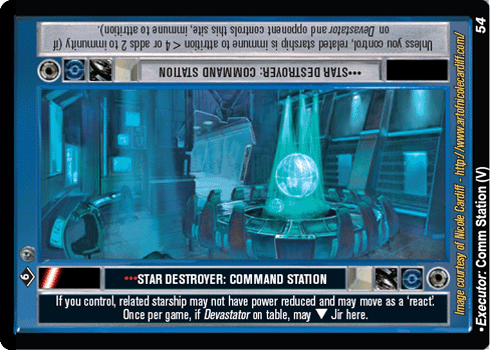 Unless you control, related starship is immune to attrition < 4 or adds 2 to immunity if (if
on Devastator and opponent controls this site, immune to attrition).
•••STAR DESTROYER: COMMAND STATION
6
•••STAR DESTROYER: COMMAND STATION
If you control, related starship may not have power reduced and may move as a 'react'.
Once per game, if Devastator on table, may ▼ Jir here.
Image courtesy of Nicole Cardiff - http://www.artofnicolecardiff.com/
• Executor: Comm Station (V)
54